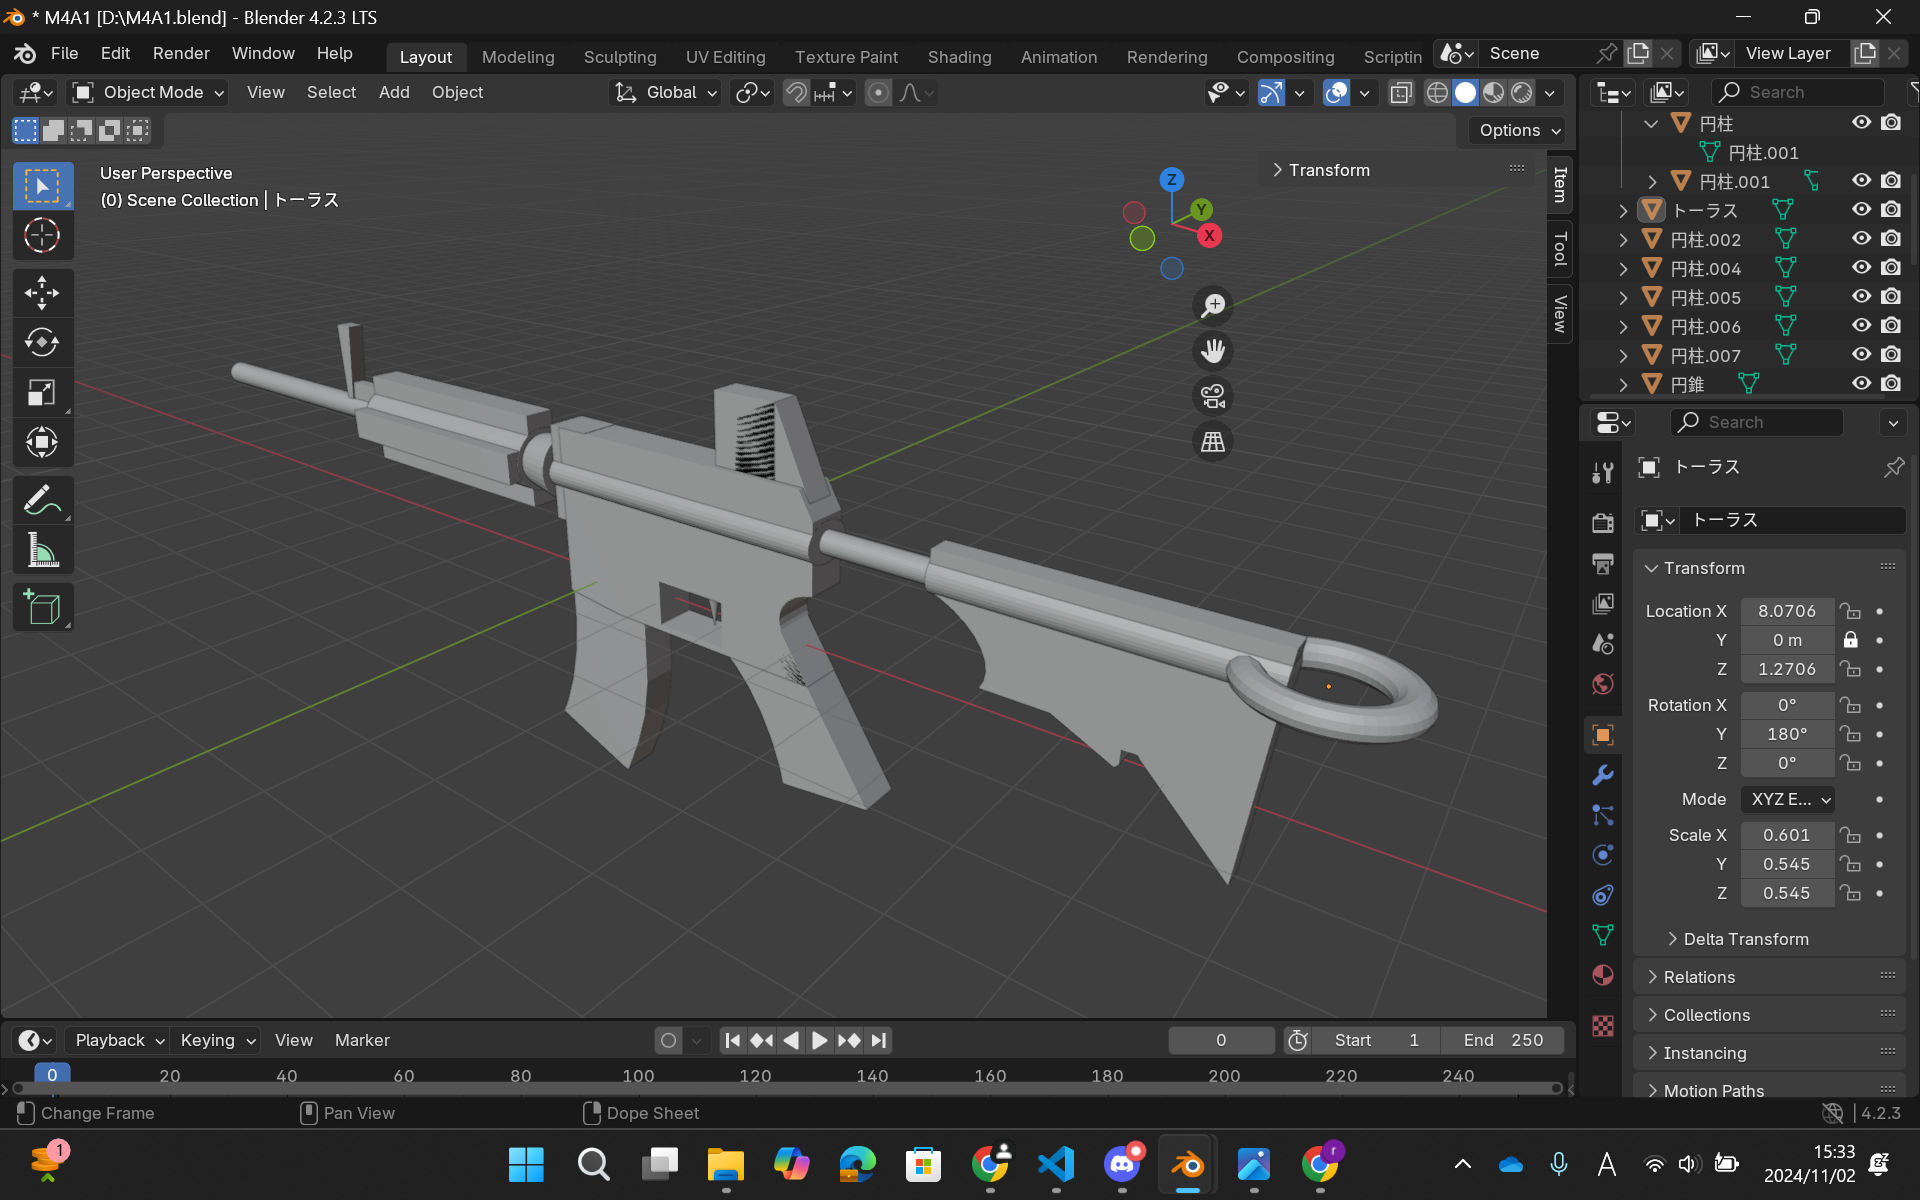 * M4A1 [D:\M4A1.blend] - Blender 4.2.3 LTS
File Edit Render Window Help Layout Modeling Sculpting UV Editing Texture Paint Shading Animation Rendering Compositing Scriptin Scene View Layer
Object Mode View Select Add Object Global Search
Options
User Perspective
(0) Scene Collection | トーラス
Transform
Item
Tool
View
Z
Y
X
円柱
円柱.001
円柱.001
トーラス
円柱.002
円柱.004
円柱.005
円柱.006
円柱.007
円錐
Search
トーラス
トーラス
Transform
Location X 8.0706
Y 0 m
Z 1.2706
Rotation X 0°
Y 180°
Z 0°
Mode XYZ E...
Scale X 0.601
Y 0.545
Z 0.545
Delta Transform
Relations
Collections
Instancing
Motion Paths
Playback Keying View Marker 0 Start 1 End 250
0 20 40 60 80 100 120 140 160 180 200 220 240
Change Frame Pan View Dope Sheet 4.2.3
1 r A 15:33
2024/11/02